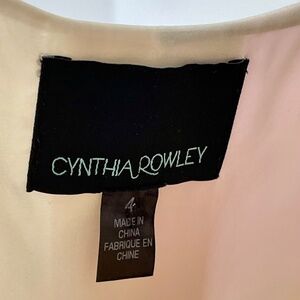 CYNTHIA ROWLEY
4
MADE IN
CHINA
FABRIQUE EN
CHINE